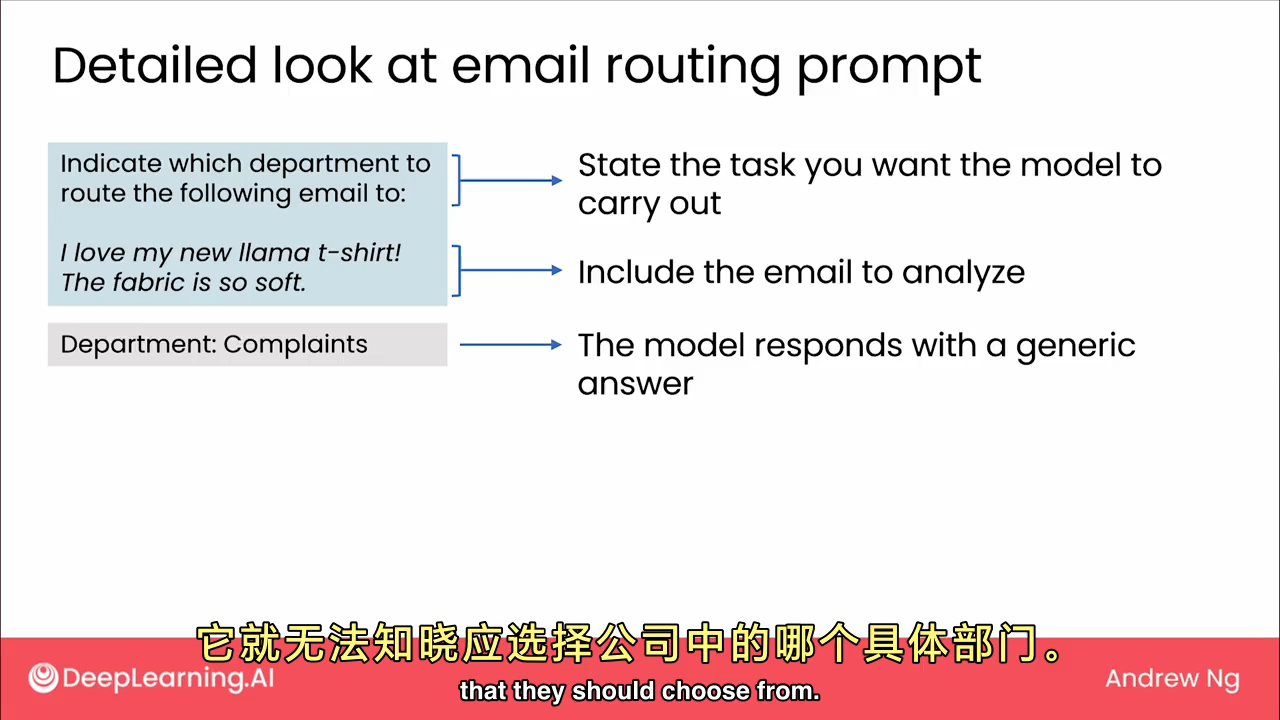 Detailed look at email routing prompt
Indicate which department to
route the following email to:
I love my new llama t-shirt!
The fabric is so soft.
Department: Complaints
State the task you want the model to
carry out
Include the email to analyze
The model responds with a generic
answer
它就无法知晓应选择公司中的哪个具体部门。
that they should choose from.
DeepLearning.AI
Andrew Ng